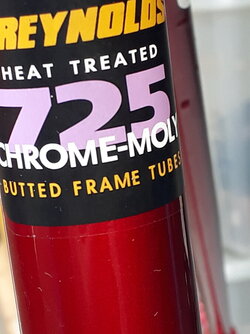 REYNOLDS
HEAT TREATED
725
CHROME-MOLY
BUTTED FRAME TUBES